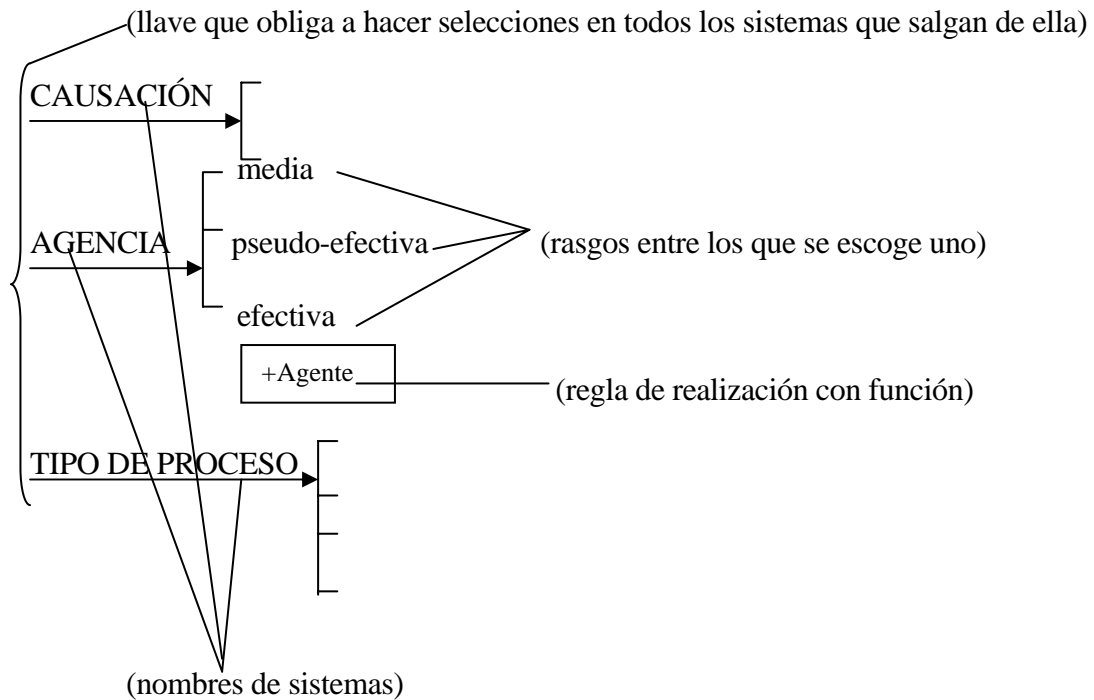 (llave que obliga a hacer selecciones en todos los sistemas que salgan de ella)
CAUSACIÓN
media
AGENCIA
pseudo-efectiva
(rasgos entre los que se escoge uno)
efectiva
+Agente
(regla de realización con función)
TIPO DE PROCESO
(nombres de sistemas)